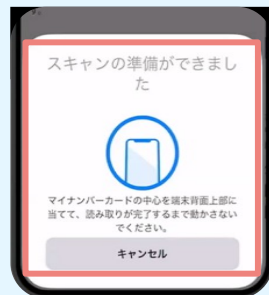 スキャンの準備ができまし
た
マイナンバーカードの中心を端末背面上部に
当てて、読み取りが完了するまで動かさない
でください。
キャンセル